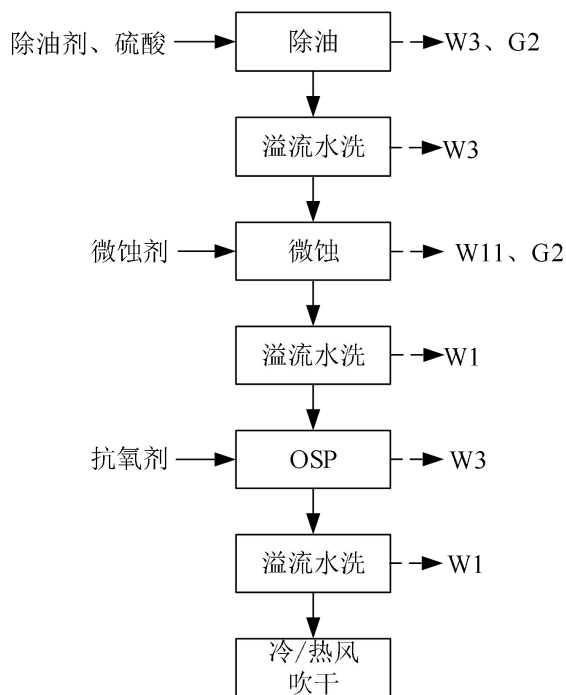 除油剂、硫酸
除油
W3、G2
溢流水洗
W3
微蚀剂
微蚀
W11、G2
溢流水洗
W1
抗氧剂
OSP
W3
溢流水洗
W1
冷/热风
吹干